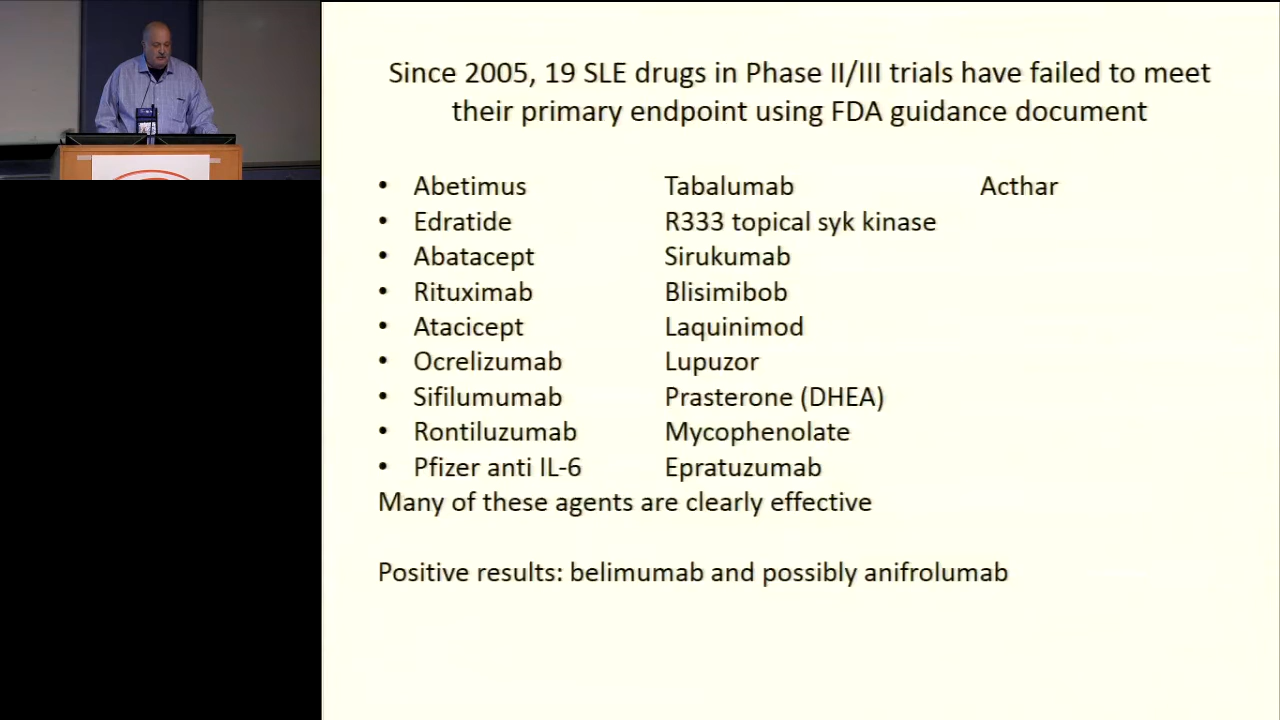 Since 2005, 19 SLE drugs in Phase II/III trials have failed to meet
their primary endpoint using FDA guidance document
• Abetimus Tabalumab Acthar
• Edratide R333 topical syk kinase
• Abatacept Sirukumab
• Rituximab Blisimibob
• Atacicept Laquinimod
• Ocrelizumab Lupuzor
• Sifilumumab Prasterone (DHEA)
• Rontiluzumab Mycophenolate
• Pfizer anti IL-6 Epratuzumab
Many of these agents are clearly effective
Positive results: belimumab and possibly anifrolumab